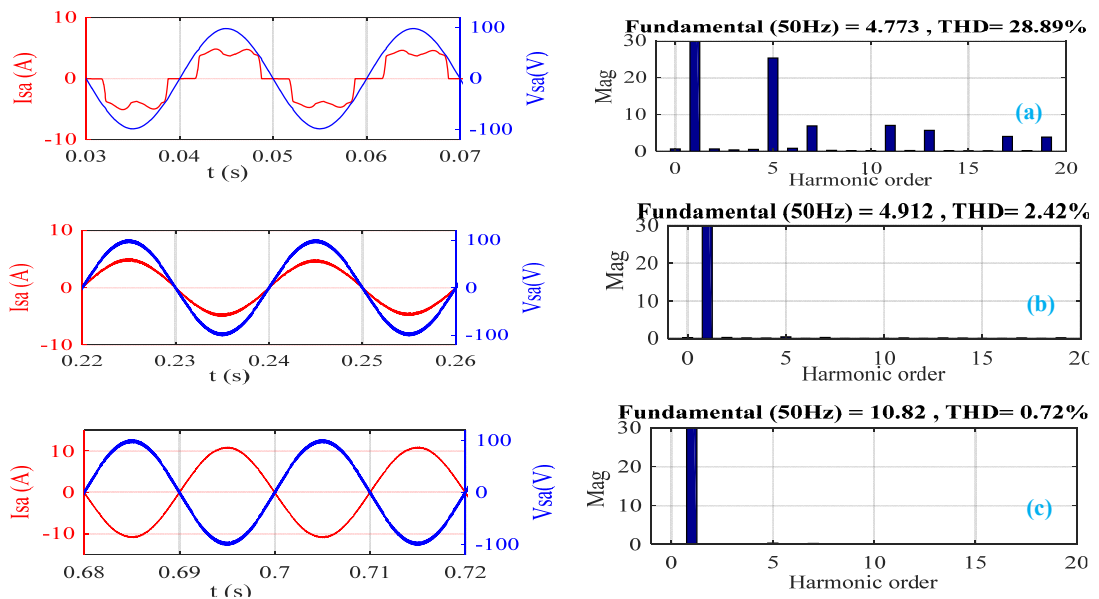 10
0
-10
Isa (A)
100
0
-100
Vsa(V)
0.03 0.04 0.05 0.06 0.07
t (s)
Fundamental (50Hz) = 4.773 , THD= 28.89%
30
20
10
0
Mag
(a)
0 5 10 15 20
Harmonic order
10
0
-10
Isa (A)
100
0
-100
Vsa(V)
0.22 0.23 0.24 0.25 0.26
t (s)
Fundamental (50Hz) = 4.912 , THD= 2.42%
30
20
10
0
Mag
(b)
0 5 10 15 20
Harmonic order
10
0
-10
Isa (A)
100
0
-100
Vsa(V)
0.68 0.69 0.7 0.71 0.72
t (s)
Fundamental (50Hz) = 10.82 , THD= 0.72%
30
20
10
0
Mag
(c)
0 5 10 15 20
Harmonic order